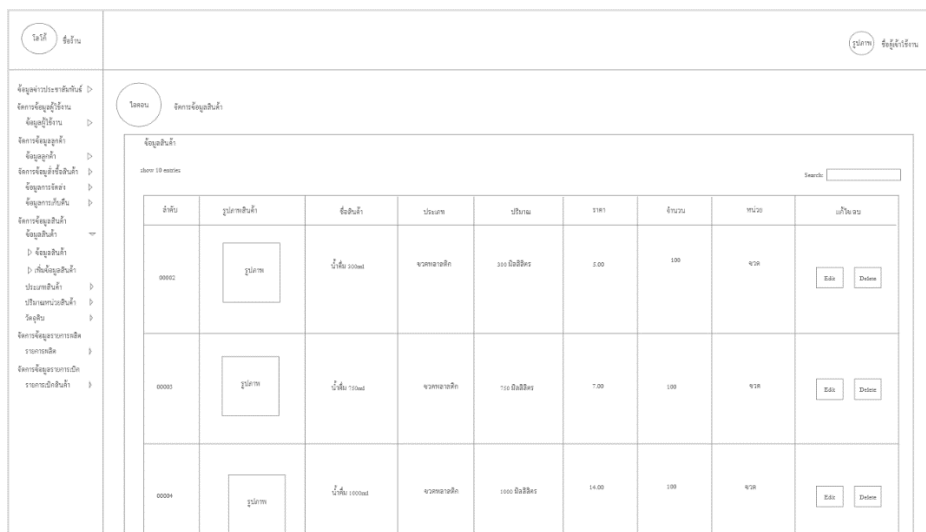 โลโก้
ชื่อร้าน
รูปภาพ
ชื่อผู้เข้าใช้งาน
ข้อมูลข่าวประชาสัมพันธ์
จัดการข้อมูลผู้ใช้งาน
ข้อมูลผู้ใช้งาน
จัดการข้อมูลลูกค้า
ข้อมูลลูกค้า
จัดการข้อมูสั่งซื้อสินค้า
ข้อมูลการจัดส่ง
ข้อมูลการเก็บคืน
จัดการข้อมูลสินค้า
ข้อมูลสินค้า
ข้อมูลสินค้า
เพิ่มข้อมูลสินค้า
ประเภทสินค้า
ปริมาณหน่วยสินค้า
วัตถุดิบ
จัดการข้อมูลรายการผลิต
รายการผลิต
จัดการข้อมูลรายการเบิก
รายการเบิกสินค้า
ไอคอน
จัดการข้อมูลสินค้า
ข้อมูลสินค้า
show 10 entries
Search:
ลำดับ รูปภาพสินค้า ชื่อสินค้า ประเภท ปริมาณ ราคา จำนวน หน่วย แก้ไข/ลบ
00002 รูปภาพ น้ำดื่ม 300ml ขวดพลาสติก 300 มิลลิลิตร 5.00 100 ขวด Edit Delete
00003 รูปภาพ น้ำดื่ม 700ml ขวดพลาสติก 700 มิลลิลิตร 7.00 100 ขวด Edit Delete
00004 รูปภาพ น้ำดื่ม 1000ml ขวดพลาสติก 1000 มิลลิลิตร 14.00 100 ขวด Edit Delete